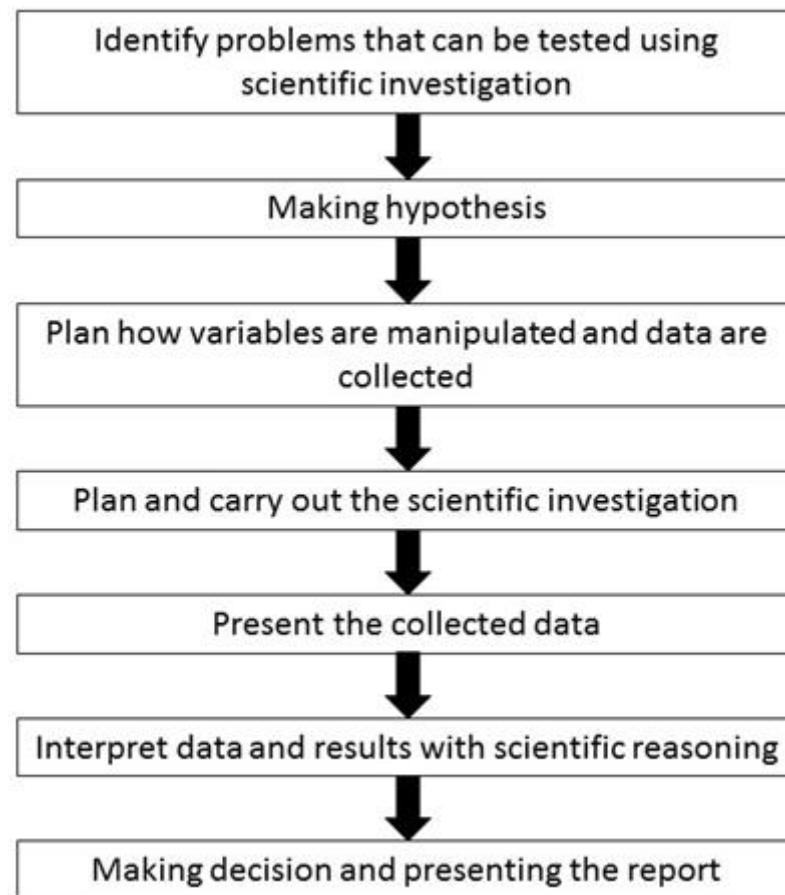 Identify problems that can be tested using
scientific investigation
Making hypothesis
Plan how variables are manipulated and data are
collected
Plan and carry out the scientific investigation
Present the collected data
Interpret data and results with scientific reasoning
Making decision and presenting the report